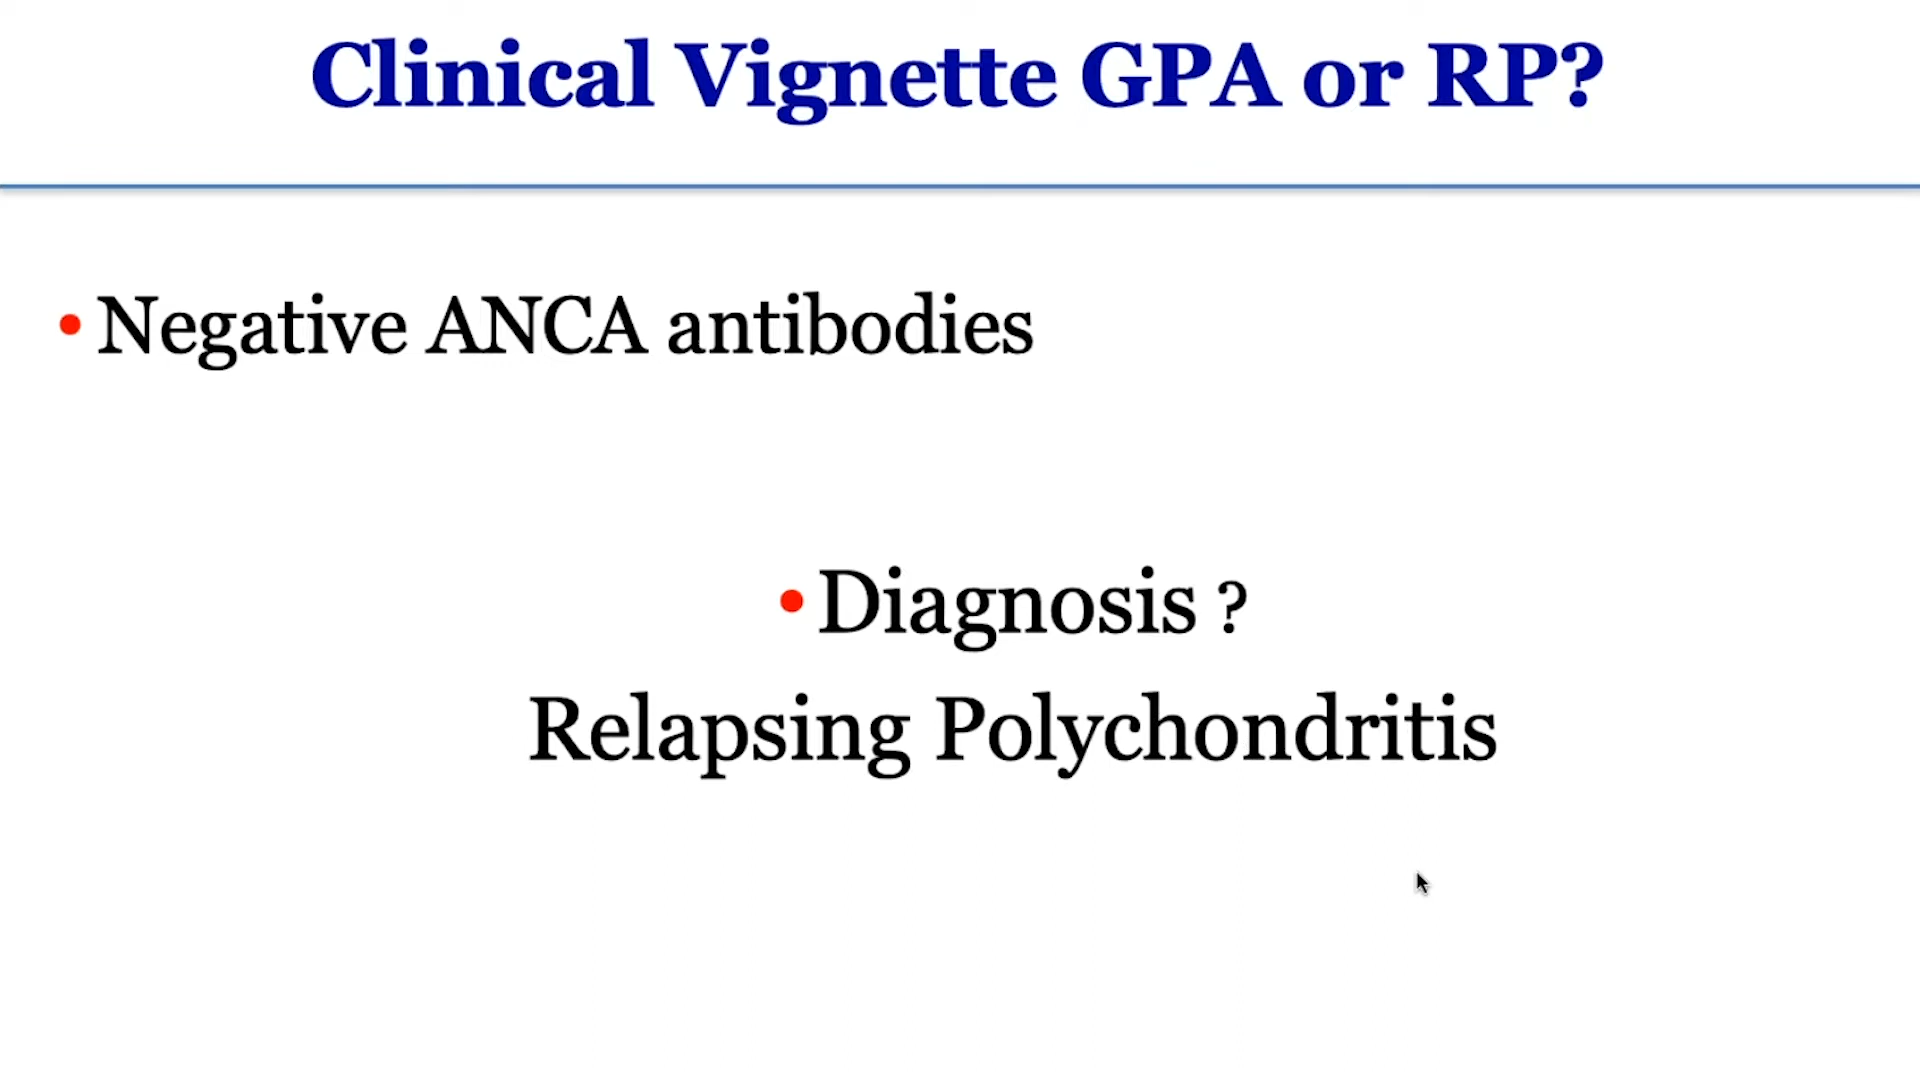 Clinical Vignette GPA or RP?
• Negative ANCA antibodies
• Diagnosis ?
Relapsing Polychondritis